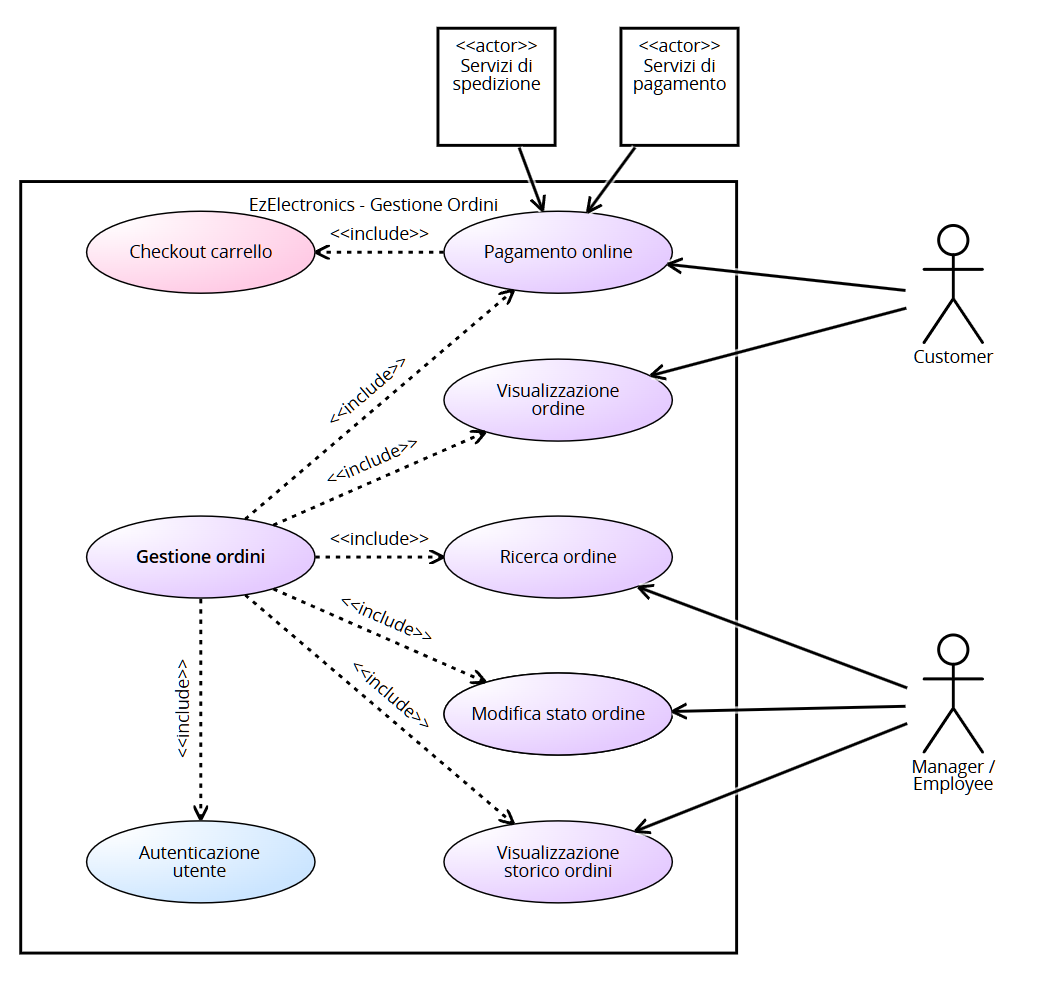 <<actor>>
Servizi di
spedizione
<<actor>>
Servizi di
pagamento
EzElectronics - Gestione Ordini
Checkout carrello
<<include>>
Pagamento online
Customer
<<include>>
Visualizzazione
ordine
<<include>>
Gestione ordini
<<include>>
Ricerca ordine
<<include>>
Modifica stato ordine
<<include>>
<<include>>
Manager /
Employee
Autenticazione
utente
Visualizzazione
storico ordini